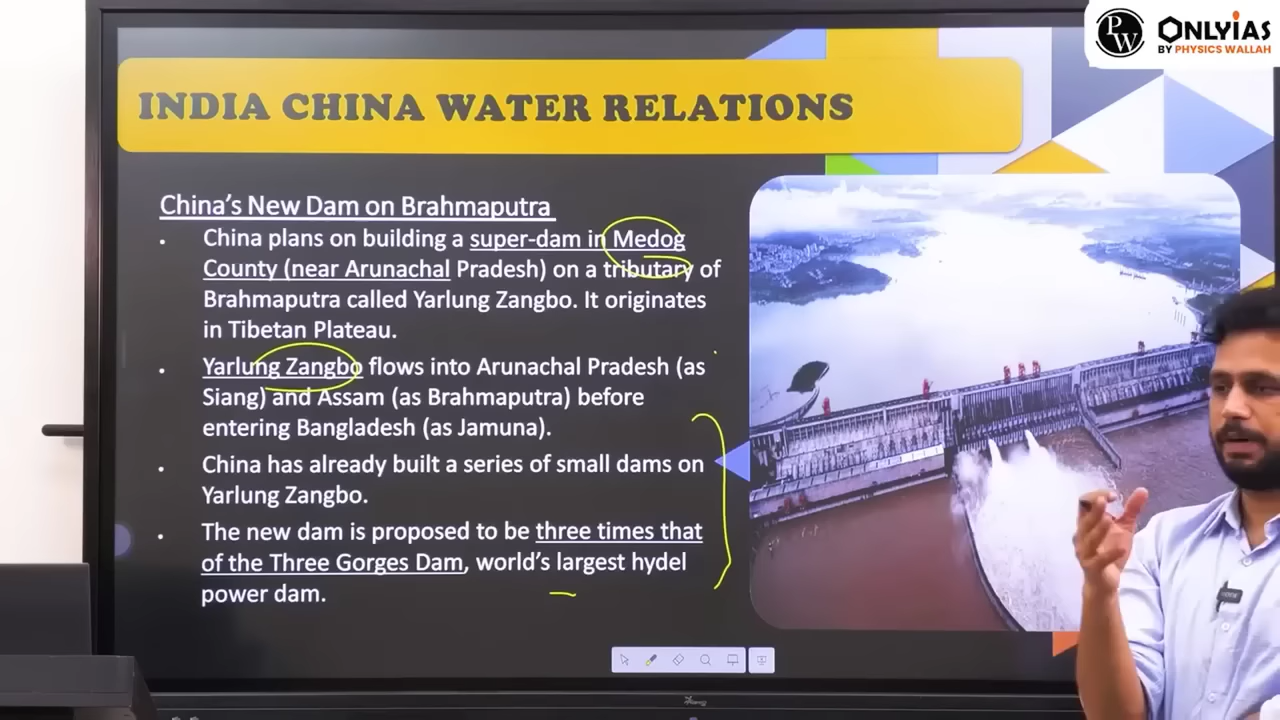 PW
ONLYIAS
BY PHYSICS WALLAH
INDIA CHINA WATER RELATIONS
China’s New Dam on Brahmaputra
• China plans on building a super-dam in Medog
County (near Arunachal Pradesh) on a tributary of
Brahmaputra called Yarlung Zangbo. It originates
in Tibetan Plateau.
• Yarlung Zangbo flows into Arunachal Pradesh (as
Siang) and Assam (as Brahmaputra) before
entering Bangladesh (as Jamuna).
• China has already built a series of small dams on
Yarlung Zangbo.
• The new dam is proposed to be three times that
of the Three Gorges Dam, world’s largest hydel
power dam.